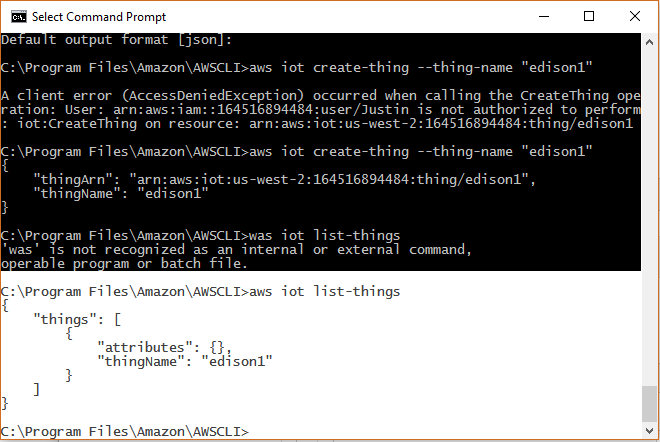 Select Command Prompt
Default output format [json]:
C:\Program Files\Amazon\AWSCLI>aws iot create-thing --thing-name "edison1"
A client error (AccessDeniedException) occurred when calling the CreateThing ope
ration: User: arn:aws:iam::164516894484:user/Justin is not authorized to perform
: iot:CreateThing on resource: arn:aws:iot:us-west-2:164516894484:thing/edison1
C:\Program Files\Amazon\AWSCLI>aws iot create-thing --thing-name "edison1"
{
    "thingArn": "arn:aws:iot:us-west-2:164516894484:thing/edison1",
    "thingName": "edison1"
}
C:\Program Files\Amazon\AWSCLI>was iot list-things
'was' is not recognized as an internal or external command,
operable program or batch file.
C:\Program Files\Amazon\AWSCLI>aws iot list-things
{
    "things": [
        {
            "attributes": {},
            "thingName": "edison1"
        }
    ]
}
C:\Program Files\Amazon\AWSCLI>